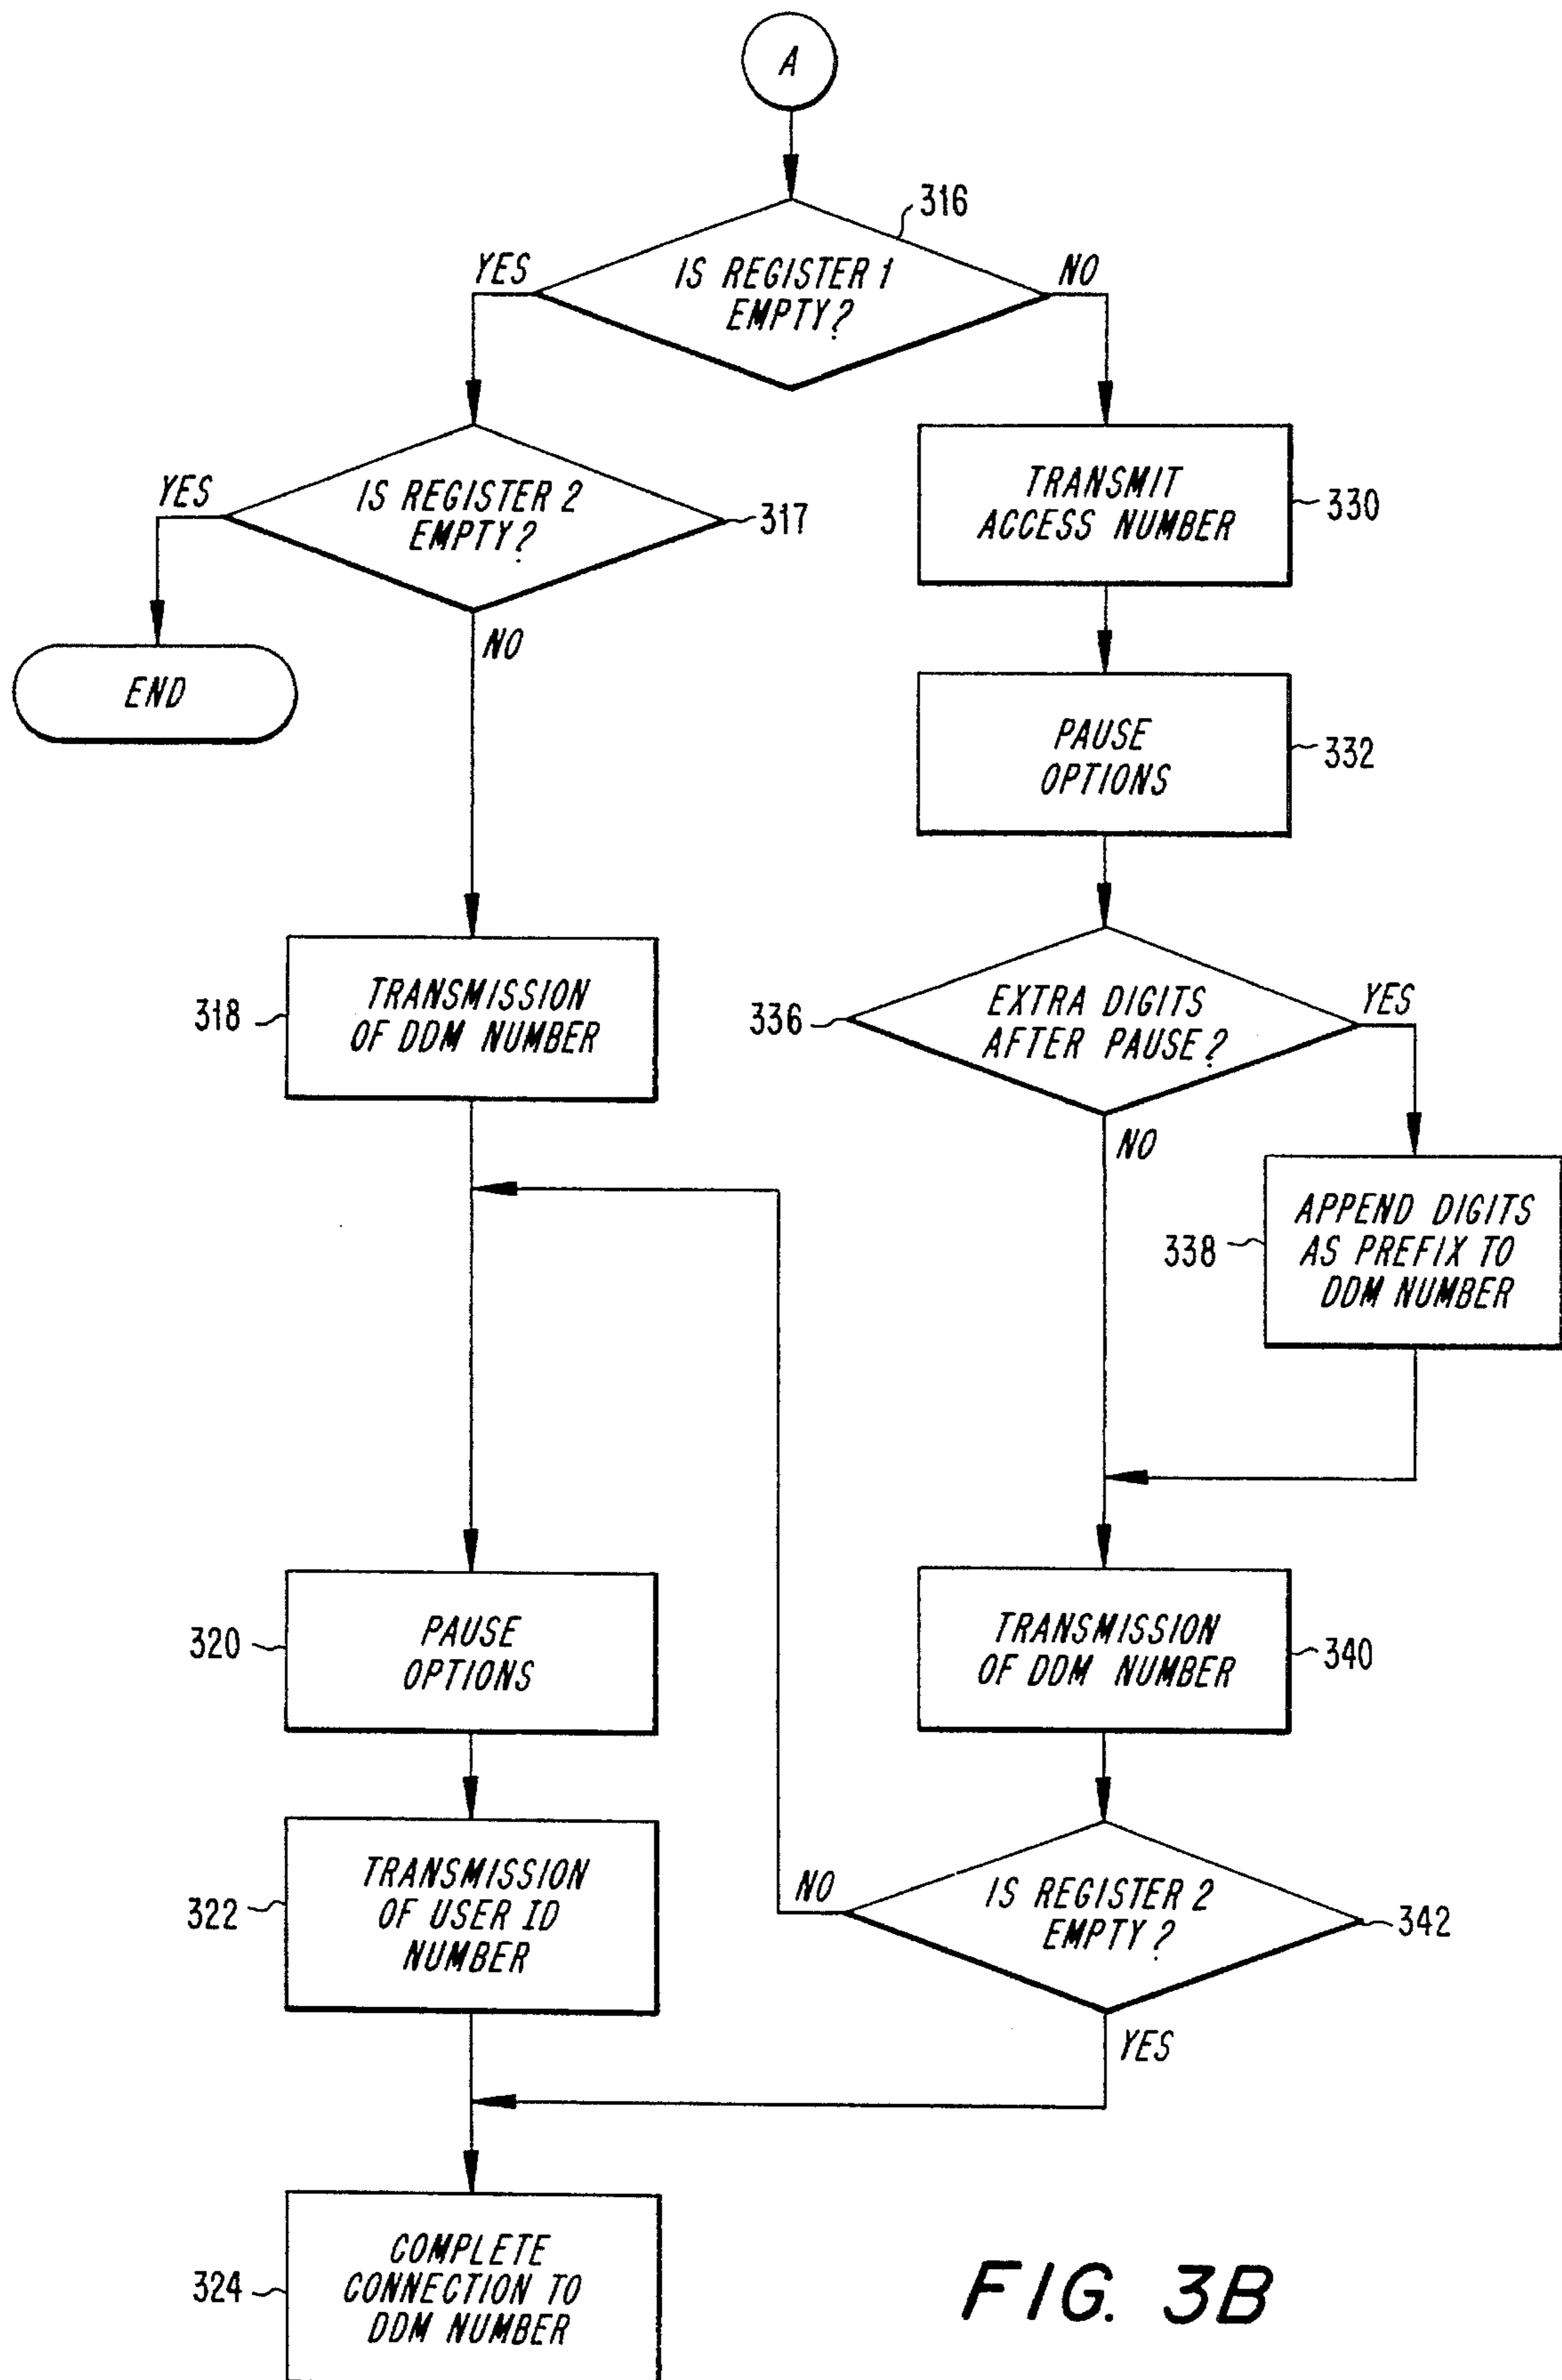 A
316
YES
IS REGISTER 1
EMPTY?
NO
YES
IS REGISTER 2
EMPTY?
317
TRANSMIT
ACCESS NUMBER
330
END
NO
PAUSE
OPTIONS
332
318
TRANSMISSION
OF DDM NUMBER
336
EXTRA DIGITS
AFTER PAUSE?
YES
NO
338
APPEND DIGITS
AS PREFIX TO
DDM NUMBER
320
PAUSE
OPTIONS
TRANSMISSION
OF DDM NUMBER
340
322
TRANSMISSION
OF USER ID
NUMBER
NO
IS REGISTER 2
EMPTY?
342
YES
324
COMPLETE
CONNECTION TO
DDM NUMBER
FIG. 3B